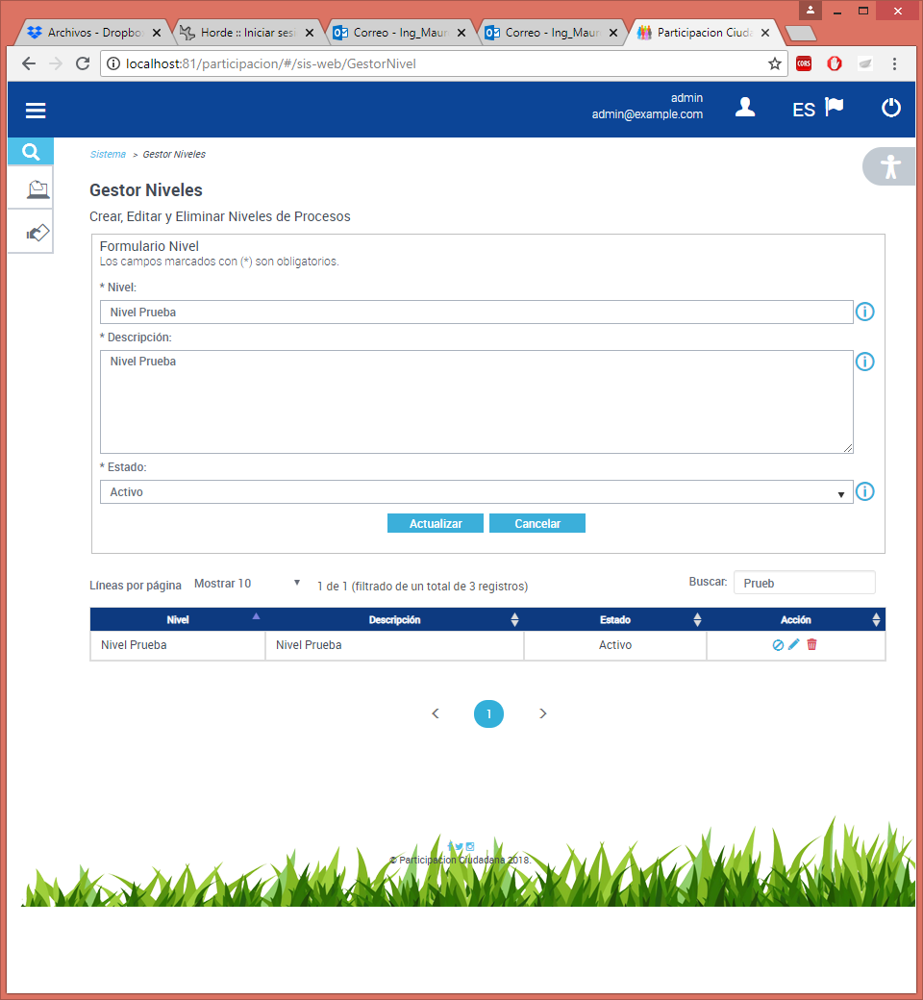 Archivos - Dropbo
Horde :: Iniciar ses
Correo - Ing_Mau
Correo - Ing_Mau
Participacion Ciuda
localhost:81/participacion/#/sis-web/GestorNivel
CORS
admin
admin@example.com
ES
Sistema > Gestor Niveles
Gestor Niveles
Crear, Editar y Eliminar Niveles de Procesos
Formulario Nivel
Los campos marcados con (*) son obligatorios.
* Nivel:
Nivel Prueba
* Descripción:
Nivel Prueba
* Estado:
Activo
Actualizar Cancelar
Líneas por página Mostrar 10 1 de 1 (filtrado de un total de 3 registros) Buscar: Prueb
Nivel Descripción Estado Acción
Nivel Prueba Nivel Prueba Activo
< 1 >
© Participacion Ciudadana 2018.